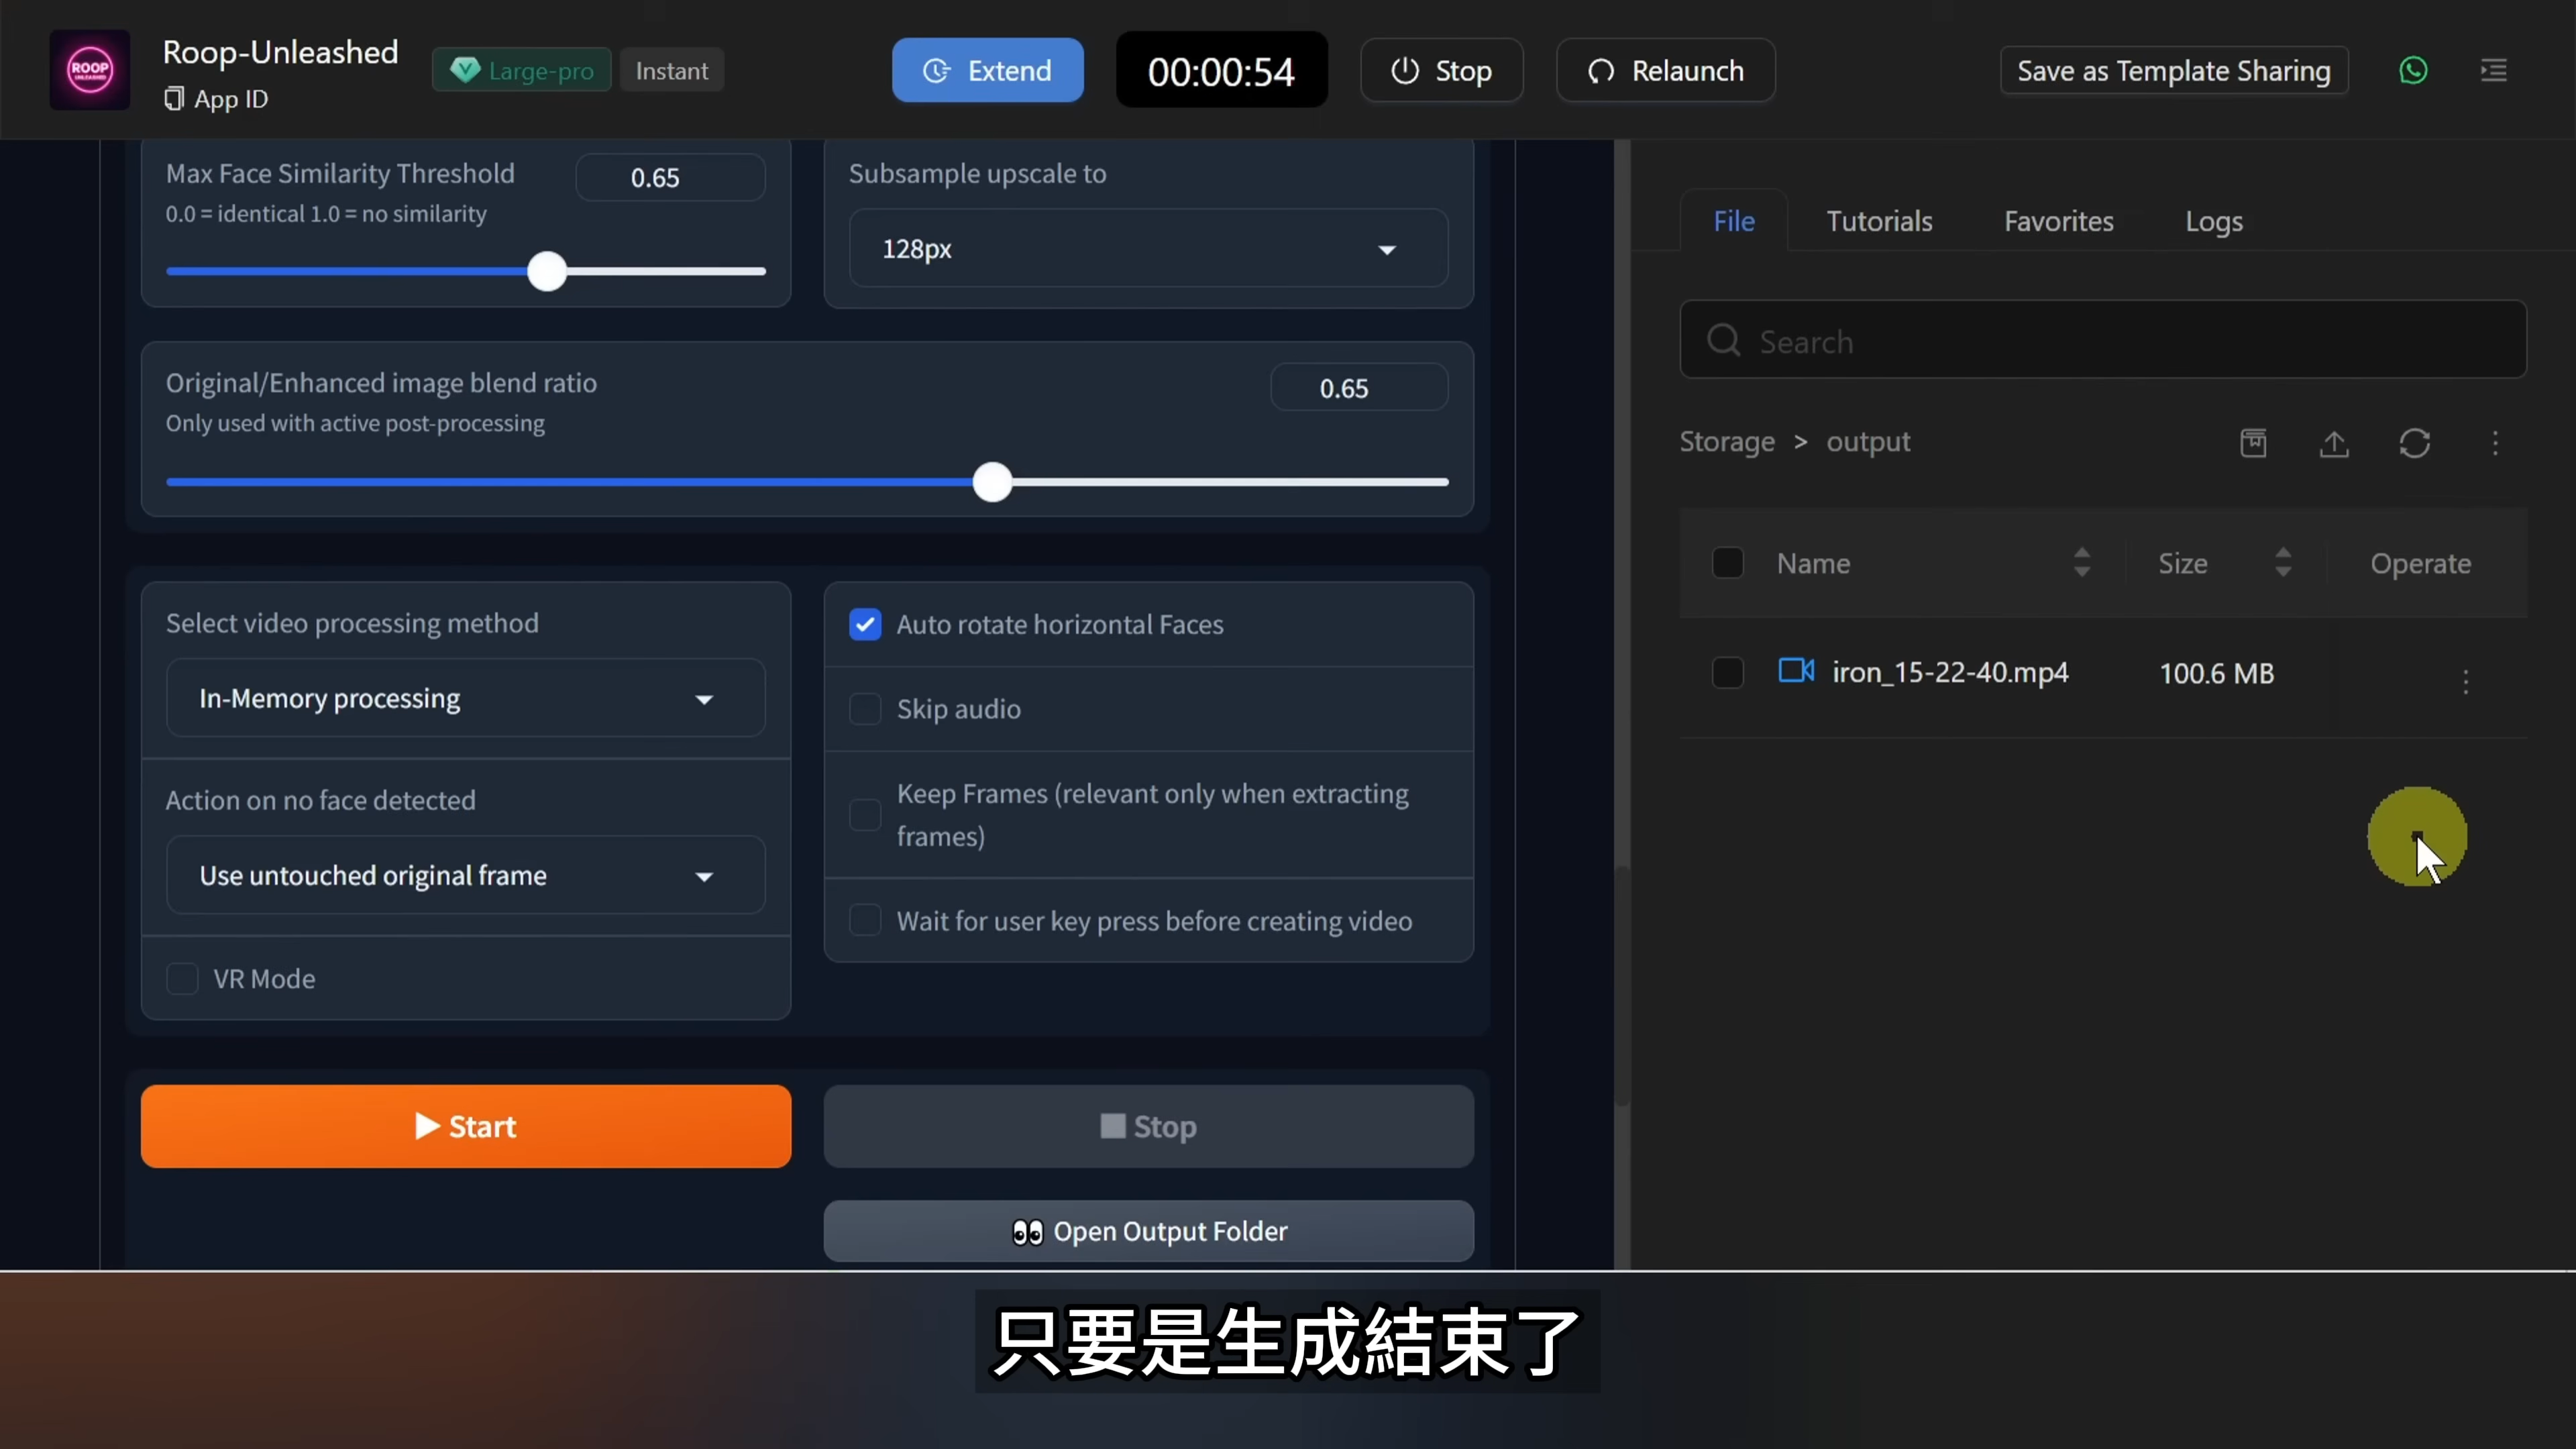 ROOP
UNLEASHED
Roop-Unleashed
App ID
Large-pro
Instant
Extend
00:00:54
Stop
Relaunch
Save as Template Sharing
Max Face Similarity Threshold
0.65
0.0 = identical 1.0 = no similarity
Subsample upscale to
128px
Original/Enhanced image blend ratio
0.65
Only used with active post-processing
Select video processing method
In-Memory processing
Action on no face detected
Use untouched original frame
VR Mode
Auto rotate horizontal Faces
Skip audio
Keep Frames (relevant only when extracting
frames)
Wait for user key press before creating video
Start
Stop
Open Output Folder
File
Tutorials
Favorites
Logs
Search
Storage > output
Name
Size
Operate
iron_15-22-40.mp4
100.6 MB
只要是生成結束了